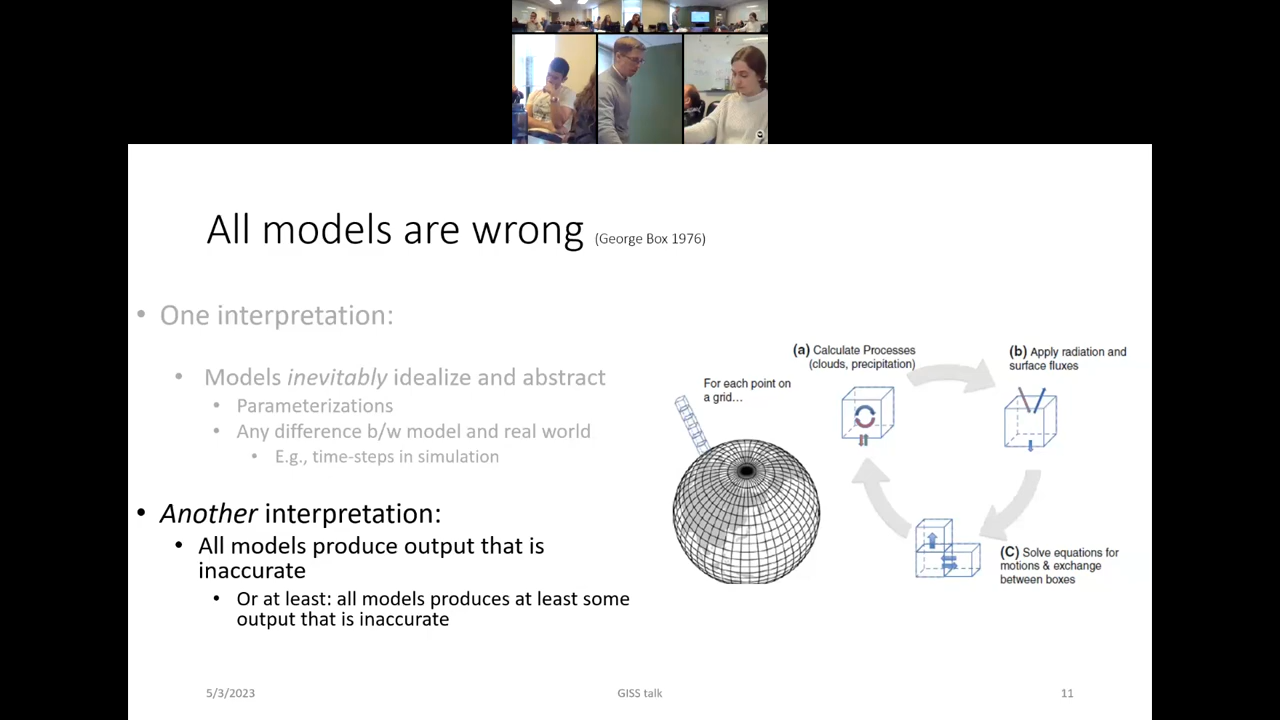 All models are wrong (George Box 1976)
• One interpretation:
• Models inevitably idealize and abstract
• Parameterizations
• Any difference b/w model and real world
• E.g., time-steps in simulation
• Another interpretation:
• All models produce output that is
inaccurate
• Or at least: all models produces at least some
output that is inaccurate
For each point on
a grid...
(a) Calculate Processes
(clouds, precipitation)
(b) Apply radiation and
surface fluxes
(C) Solve equations for
motions & exchange
between boxes
5/3/2023
GISS talk
11